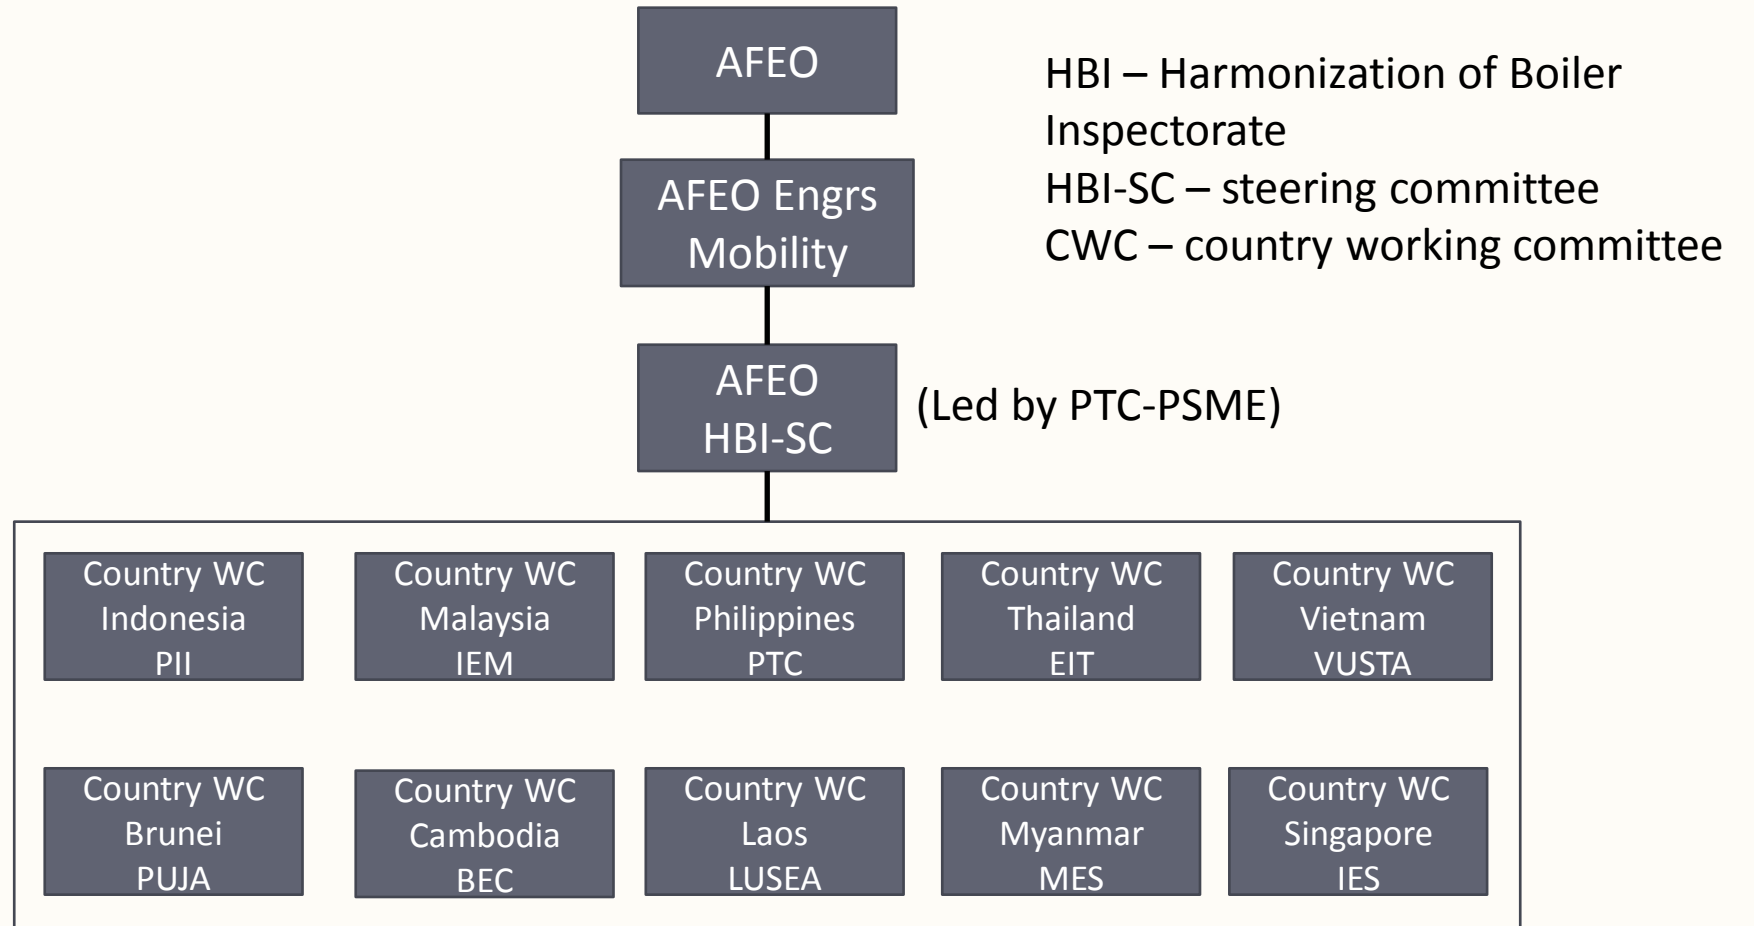 AFEO
HBI – Harmonization of Boiler
Inspectorate
HBI-SC – steering committee
CWC – country working committee
AFEO Engrs
Mobility
AFEO
HBI-SC
(Led by PTC-PSME)
Country WC
Indonesia
PII
Country WC
Malaysia
IEM
Country WC
Philippines
PTC
Country WC
Thailand
EIT
Country WC
Vietnam
VUSTA
Country WC
Brunei
PUJA
Country WC
Cambodia
BEC
Country WC
Laos
LUSEA
Country WC
Myanmar
MES
Country WC
Singapore
IES